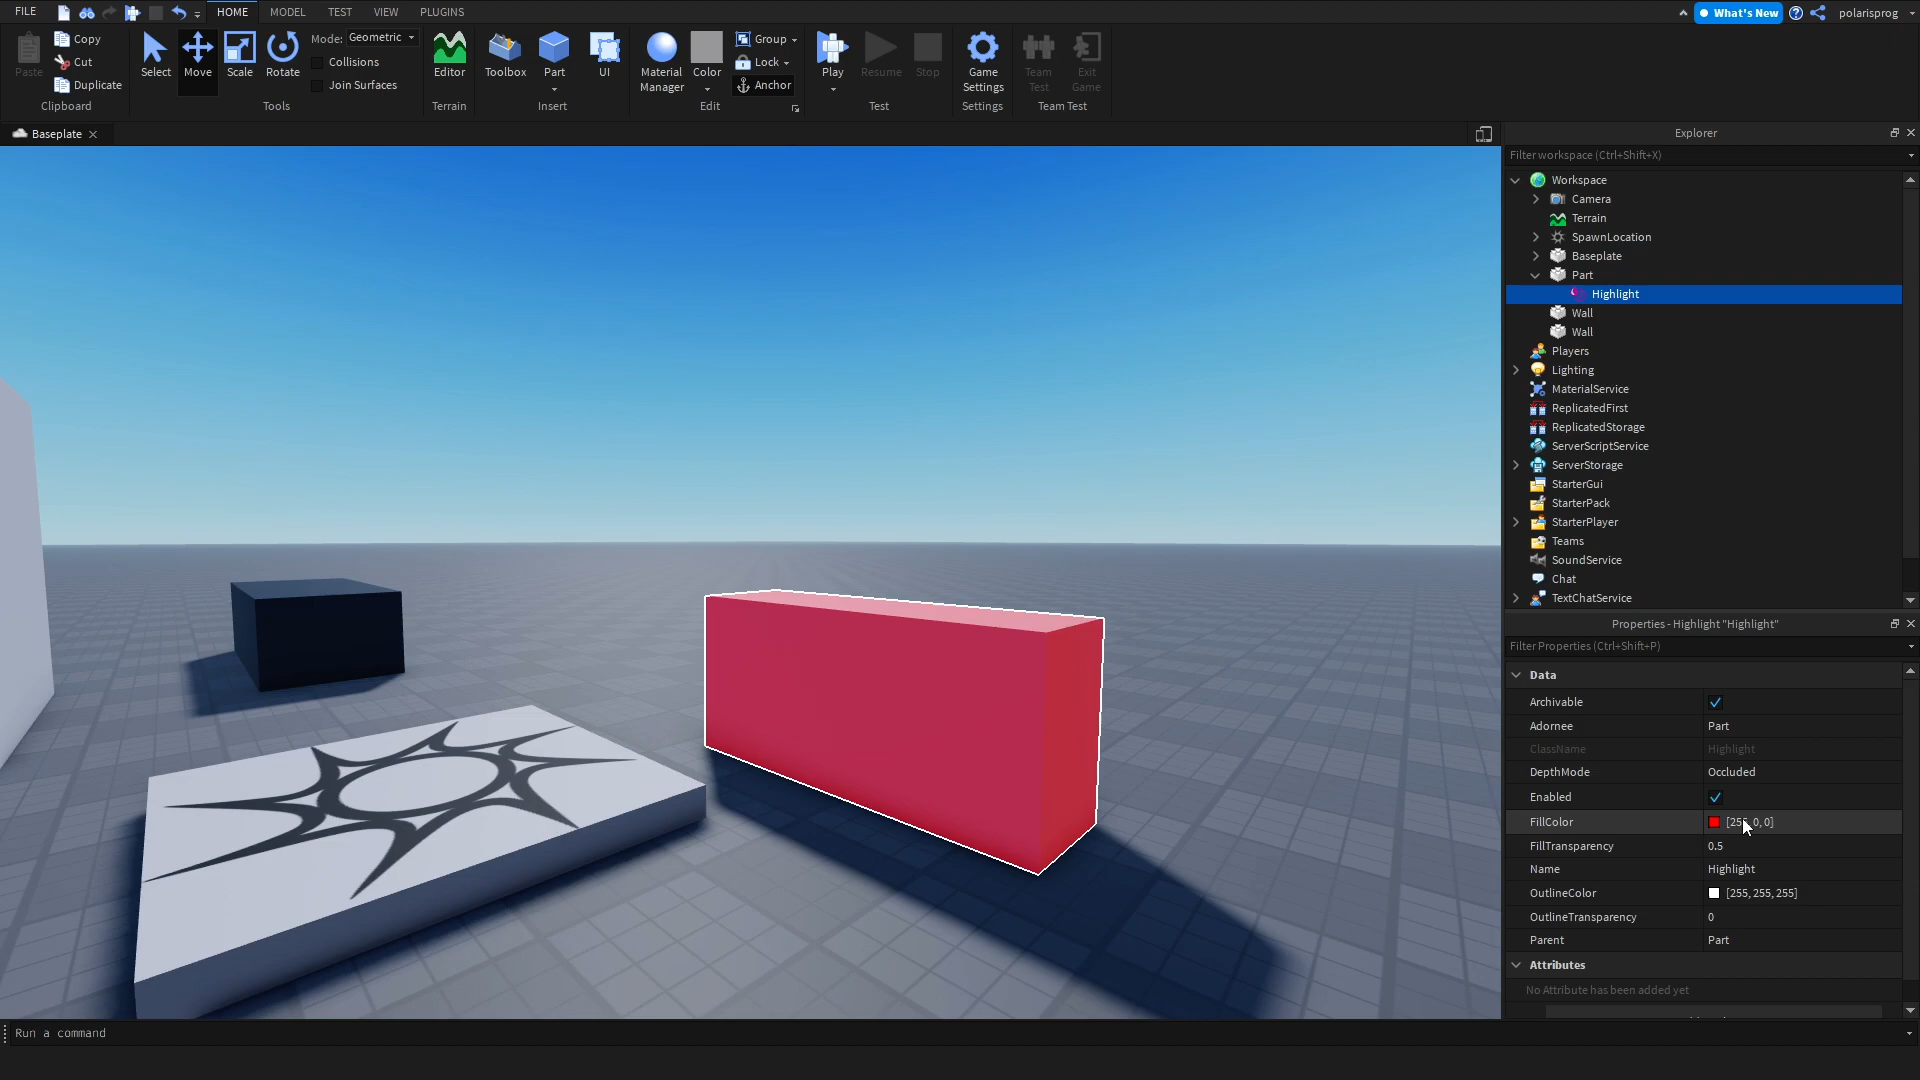 FILE HOME MODEL TEST VIEW PLUGINS What's New polarisprog
Paste Copy Cut Duplicate Clipboard
Select Move Scale Rotate Mode: Geometric Collisions Join Surfaces Tools
Editor Terrain
Toolbox Part UI Insert
Material Manager Color Group Lock Anchor Edit
Play Resume Stop Test
Game Settings Settings
Team Test Exit Game Team Test
Baseplate
Explorer
Filter workspace (Ctrl+Shift+X)
Workspace
Camera
Terrain
SpawnLocation
Baseplate
Part
Highlight
Wall
Wall
Players
Lighting
MaterialService
ReplicatedFirst
ReplicatedStorage
ServerScriptService
ServerStorage
StarterGui
StarterPack
StarterPlayer
Teams
SoundService
Chat
TextChatService
Properties - Highlight "Highlight"
Filter Properties (Ctrl+Shift+P)
Data
Archivable
Adornee Part
ClassName Highlight
DepthMode Occluded
Enabled
FillColor [255, 0, 0]
FillTransparency 0.5
Name Highlight
OutlineColor [255, 255, 255]
OutlineTransparency 0
Parent Part
Attributes
No Attribute has been added yet
Run a command